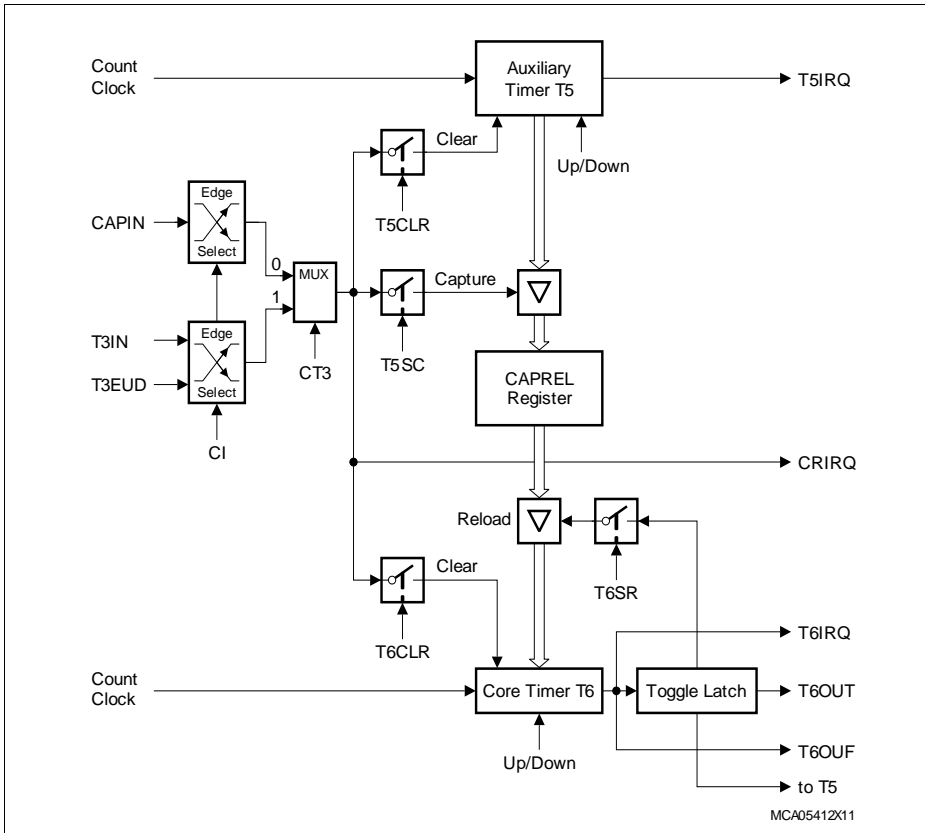 Count
Clock
Auxiliary
Timer T5
T5IRQ
Clear
Up/Down
T5CLR
Edge
Select
CAPIN
0
MUX
1
Capture
T5SC
CT3
T3IN
T3EUD
Edge
Select
CI
CAPREL
Register
CRIRQ
Reload
T6SR
Clear
T6CLR
T6IRQ
Count
Clock
Core Timer T6
Toggle Latch
T6OUT
Up/Down
T6OUF
to T5
MCA05412X11